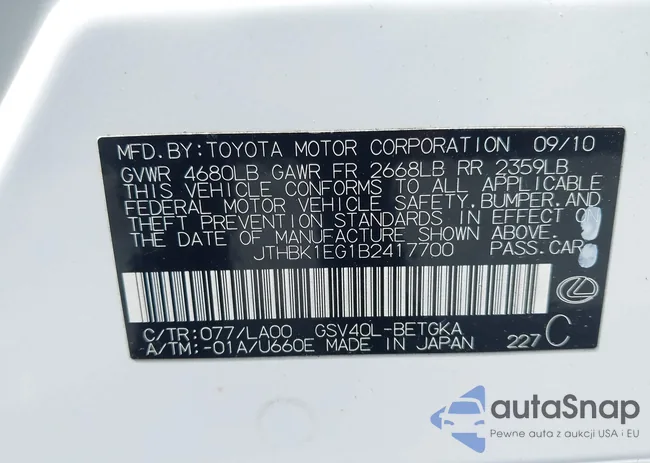 MFD.BY:TOYOTA MOTOR CORPORATION 09/10
GVWR 4680LB GAWR FR 2668LB RR 2359LB
THIS VEHICLE CONFORMS TO ALL APPLICABLE
FEDERAL MOTOR VEHICLE SAFETY, BUMPER, AND
THEFT PREVENTION STANDARDS IN EFFECT ON
THE DATE OF MANUFACTURE SHOWN ABOVE.
JTHBK1EG1B2417700 PASS.CAR
C/TR:077/LA00 GSV40L-BETGKA
A/TM:-01A/U660E MADE IN JAPAN 227 C
autaSnap
Pewne auta z aukcji USA i EU